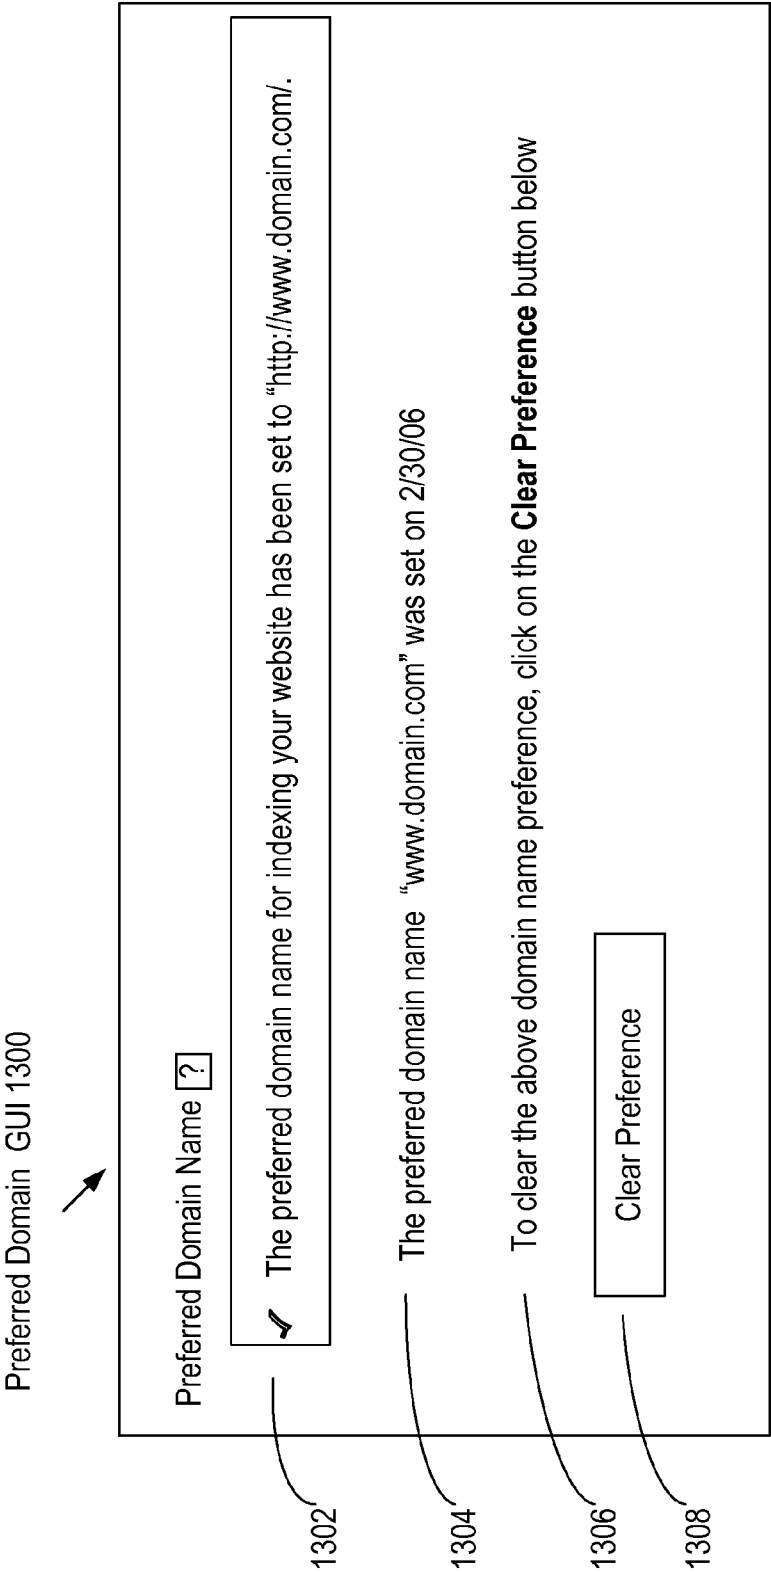 Preferred Domain GUI 1300
Preferred Domain Name ?
The preferred domain name for indexing your website has been set to “http://www.domain.com/.
The preferred domain name “www.domain.com” was set on 2/30/06
To clear the above domain name preference, click on the Clear Preference button below
Clear Preference
1302
1304
1306
1308